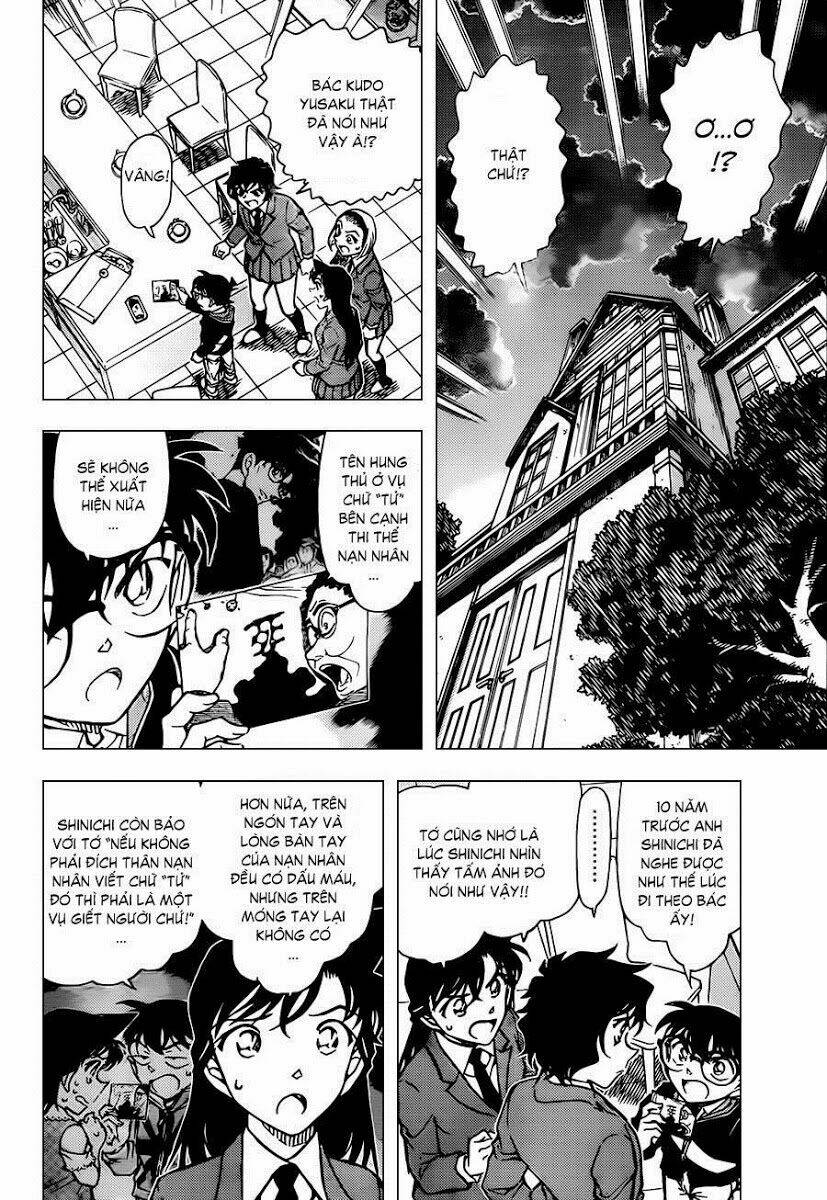 Ơ...Ơ
!?
THẬT
CHỨ!?
BÁC KUDO
YUSAKU THẬT
ĐÃ NÓI NHƯ
VẬY À!?
VÂNG!
TÊN HUNG
THỦ Ở VỤ
CHỮ "TỬ"
BÊN CẠNH
THI THỂ
NẠN NHÂN
...
SẼ KHÔNG
THỂ XUẤT
HIỆN NỮA
...
10 NĂM
TRƯỚC ANH
SHINICHI ĐÃ
NGHE ĐƯỢC
NHƯ THẾ LÚC
ĐI THEO BÁC
ẤY!
........
TỚ CŨNG NHỚ LÀ
LÚC SHINICHI NHÌN
THẤY TẤM ẢNH ĐÓ
NÓI NHƯ VẬY!!
HƠN NỮA, TRÊN
NGÓN TAY VÀ
LÒNG BÀN TAY
CỦA NẠN NHÂN
ĐỀU CÓ DẤU MÁU,
NHƯNG TRÊN
MÓNG TAY LẠI
KHÔNG CÓ
...
SHINICHI CÒN BẢO
VỚI TỚ "NẾU KHÔNG
PHẢI ĐÍCH THÂN NẠN
NHÂN VIẾT CHỮ "TỬ"
ĐÓ THÌ PHẢI LÀ MỘT
VỤ GIẾT NGƯỜI CHỨ!"
...